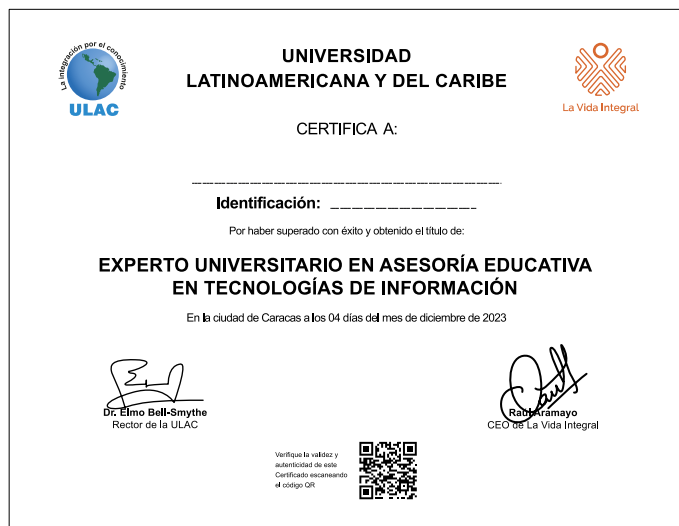 La integración por el conocimiento
ULAC
UNIVERSIDAD
LATINOAMERICANA Y DEL CARIBE
La Vida Integral
CERTIFICA A:
Identificación:
Por haber superado con éxito y obtenido el título de:
EXPERTO UNIVERSITARIO EN ASESORÍA EDUCATIVA
EN TECNOLOGÍAS DE INFORMACIÓN
En la ciudad de Caracas a los 04 días del mes de diciembre de 2023
Dr. Elmo Bell-Smythe
Rector de la ULAC
Raúl Aramayo
CEO de La Vida Integral
Verifique la validez y
autenticidad de este
Certificado escaneando
el código QR